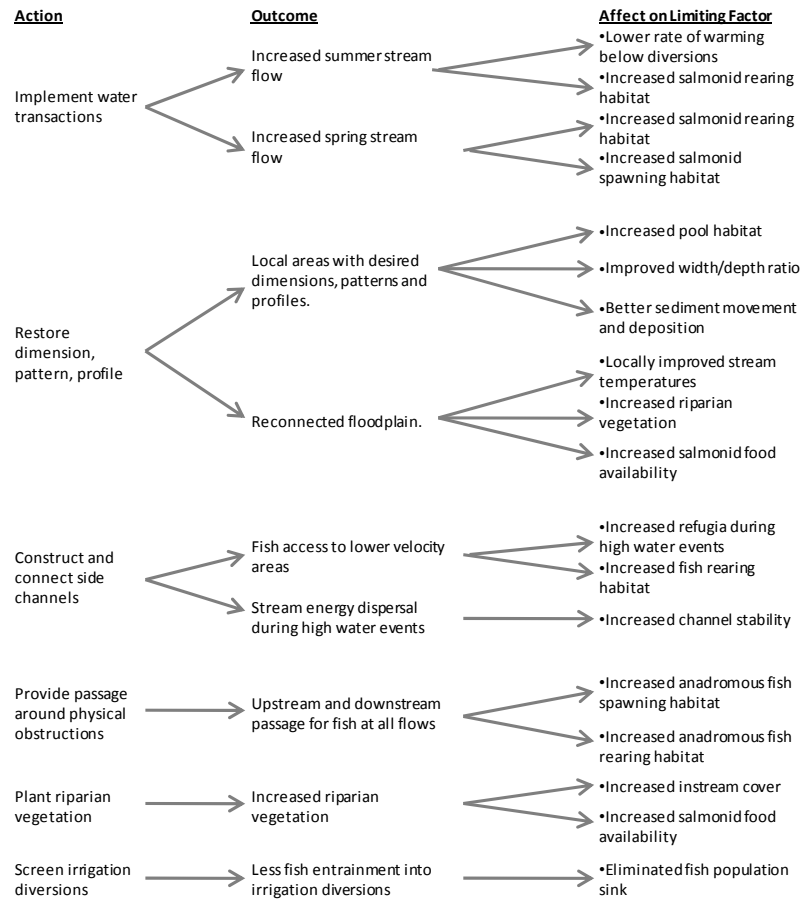 Action
Outcome
Affect on Limiting Factor
Implement water
transactions
Increased summer stream
flow
•Lower rate of warming
below diversions
•Increased salmonid rearing
habitat
Increased spring stream
flow
•Increased salmonid rearing
habitat
•Increased salmonid
spawning habitat
Restore
dimension,
pattern, profile
Local areas with desired
dimensions, patterns and
profiles.
•Increased pool habitat
•Improved width/depth ratio
•Better sediment movement
and deposition
Reconnected floodplain.
•Locally improved stream
temperatures
•Increased riparian
vegetation
•Increased salmonid food
availability
Construct and
connect side
channels
Fish access to lower velocity
areas
•Increased refugia during
high water events
•Increased fish rearing
habitat
Stream energy dispersal
during high water events
•Increased channel stability
Provide passage
around physical
obstructions
Upstream and downstream
passage for fish at all flows
•Increased anadromous fish
spawning habitat
•Increased anadromous fish
rearing habitat
Plant riparian
vegetation
Increased riparian
vegetation
•Increased instream cover
•Increased salmonid food
availability
Screen irrigation
diversions
Less fish entrainment into
irrigation diversions
•Eliminated fish population
sink